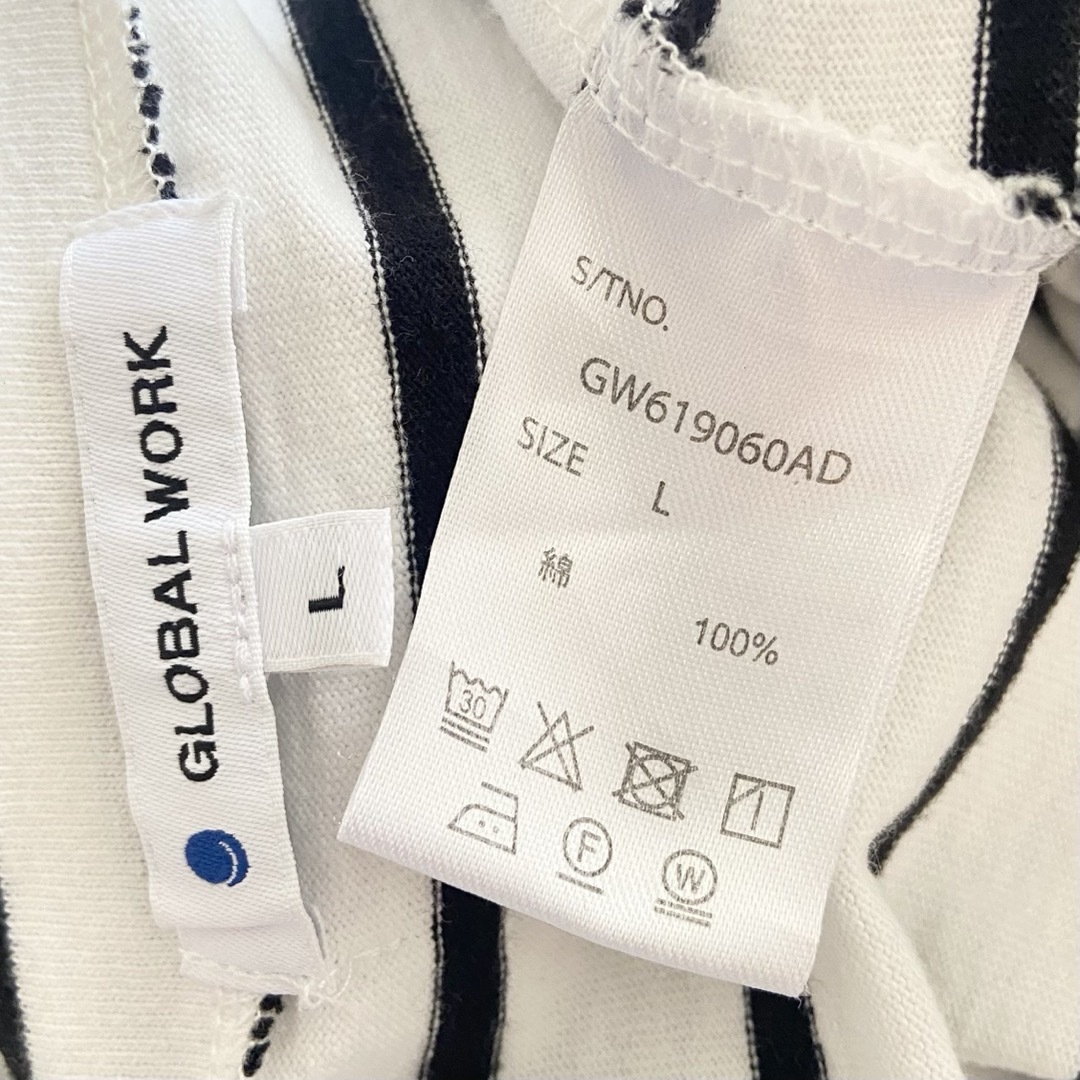 GLOBAL WORK
L
S/TNO.
GW619060AD
SIZE
L
綿
100%
30
F
W